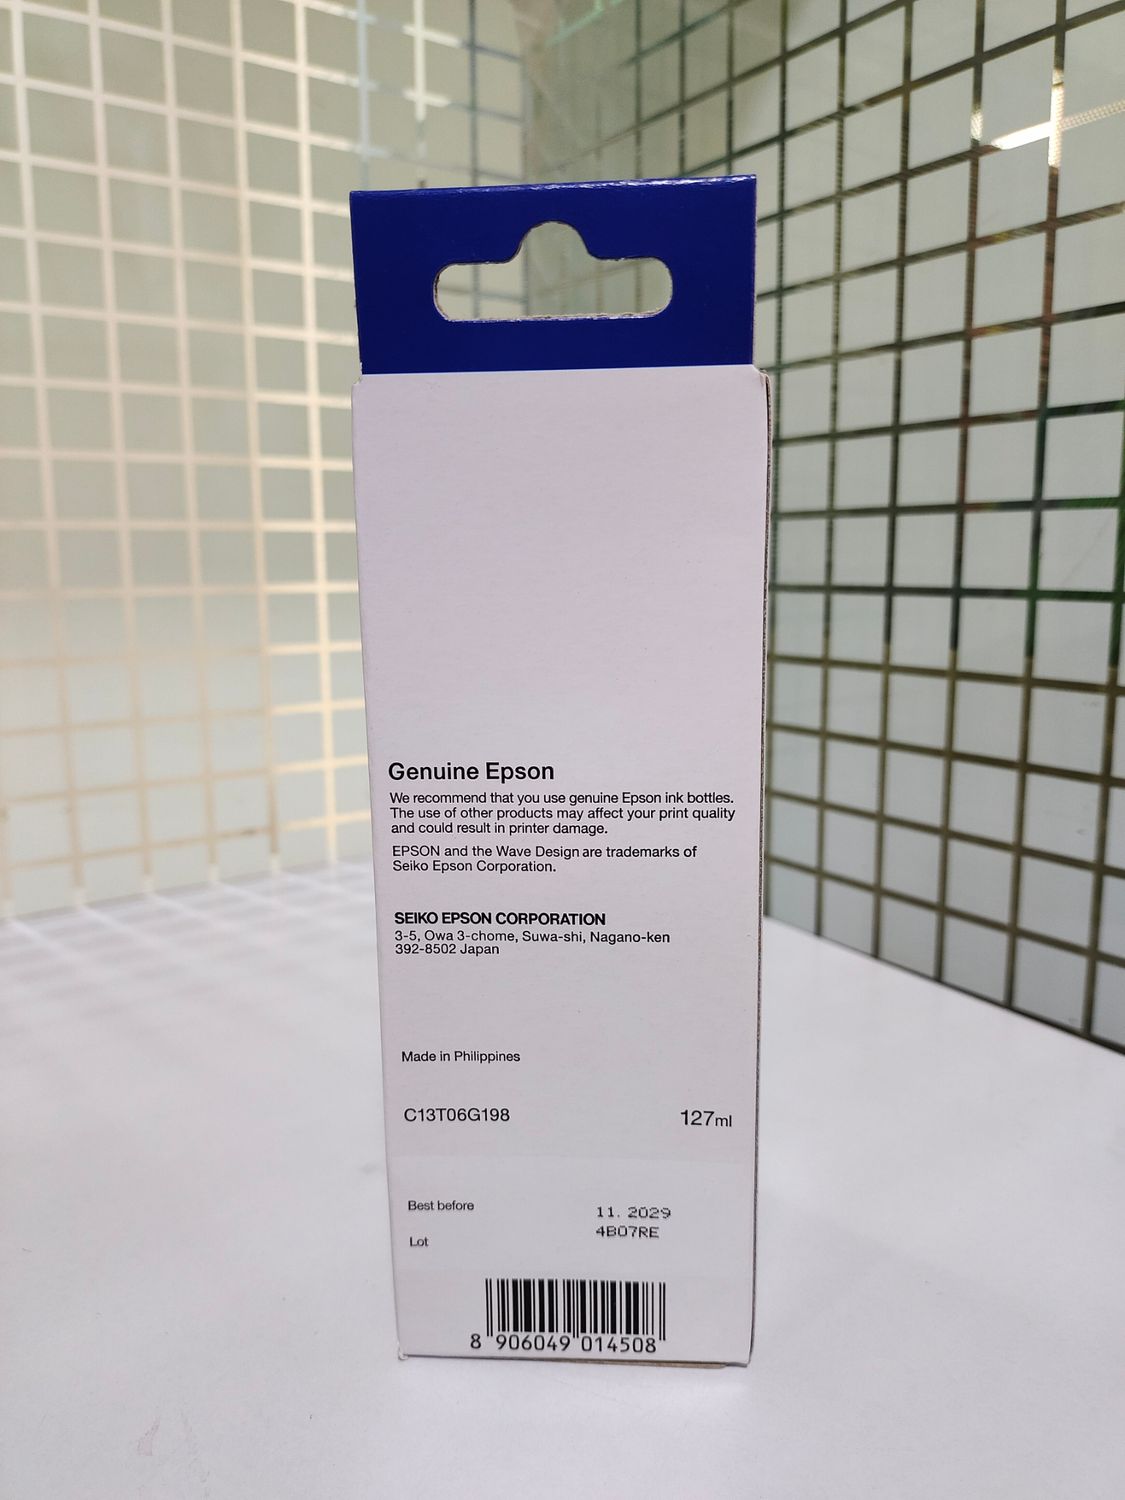 Genuine Epson
We recommend that you use genuine Epson ink bottles.
The use of other products may affect your print quality
and could result in printer damage.
EPSON and the Wave Design are trademarks of
Seiko Epson Corporation.
SEIKO EPSON CORPORATION
3-5, Owa 3-chome, Suwa-shi, Nagano-ken
392-8502 Japan
Made in Philippines
C13T06G198 127ml
Best before 11. 2029
Lot 4B07RE
8 906049 014508